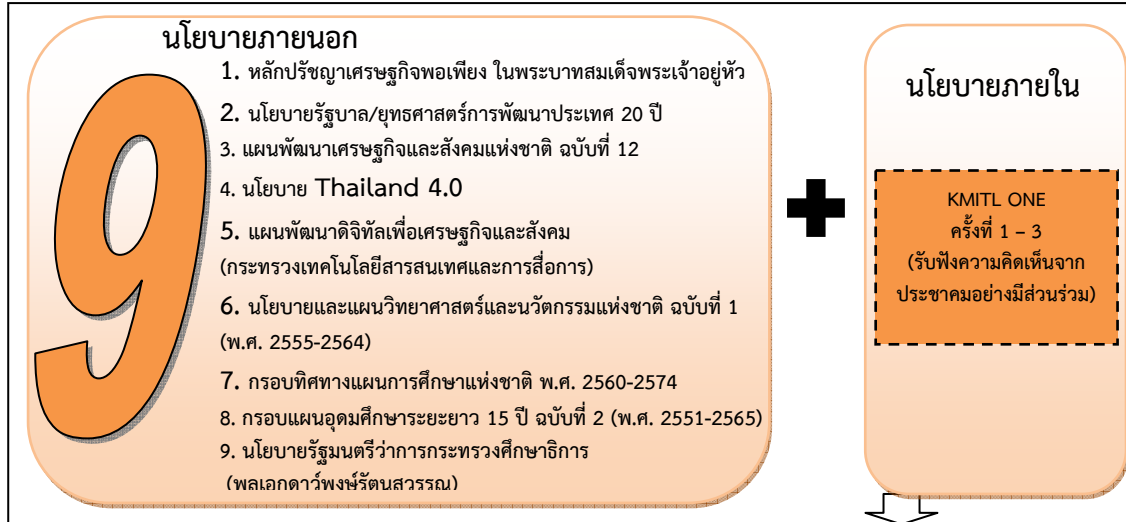 นโยบายภายนอก
9
1. หลักปรัชญาเศรษฐกิจพอเพียง ในพระบาทสมเด็จพระเจ้าอยู่หัว
2. นโยบายรัฐบาล/ยุทธศาสตร์การพัฒนาประเทศ 20 ปี
3. แผนพัฒนาเศรษฐกิจและสังคมแห่งชาติ ฉบับที่ 12
4. นโยบาย Thailand 4.0
5. แผนพัฒนาดิจิทัลเพื่อเศรษฐกิจและสังคม
(กระทรวงเทคโนโลยีสารสนเทศและการสื่อการ)
6. นโยบายและแผนวิทยาศาสตร์และนวัตกรรมแห่งชาติ ฉบับที่ 1
(พ.ศ. 2555-2564)
7. กรอบทิศทางแผนการศึกษาแห่งชาติ พ.ศ. 2560-2574
8. กรอบแผนอุดมศึกษาระยะยาว 15 ปี ฉบับที่ 2 (พ.ศ. 2551-2565)
9. นโยบายรัฐมนตรีว่าการกระทรวงศึกษาธิการ
(พลเอกดาว์พงษ์รัตนสวรรณ)
นโยบายภายใน
KMITL ONE
ครั้งที่ 1 – 3
(รับฟังความคิดเห็นจาก
ประชาคมอย่างมีส่วนร่วม)